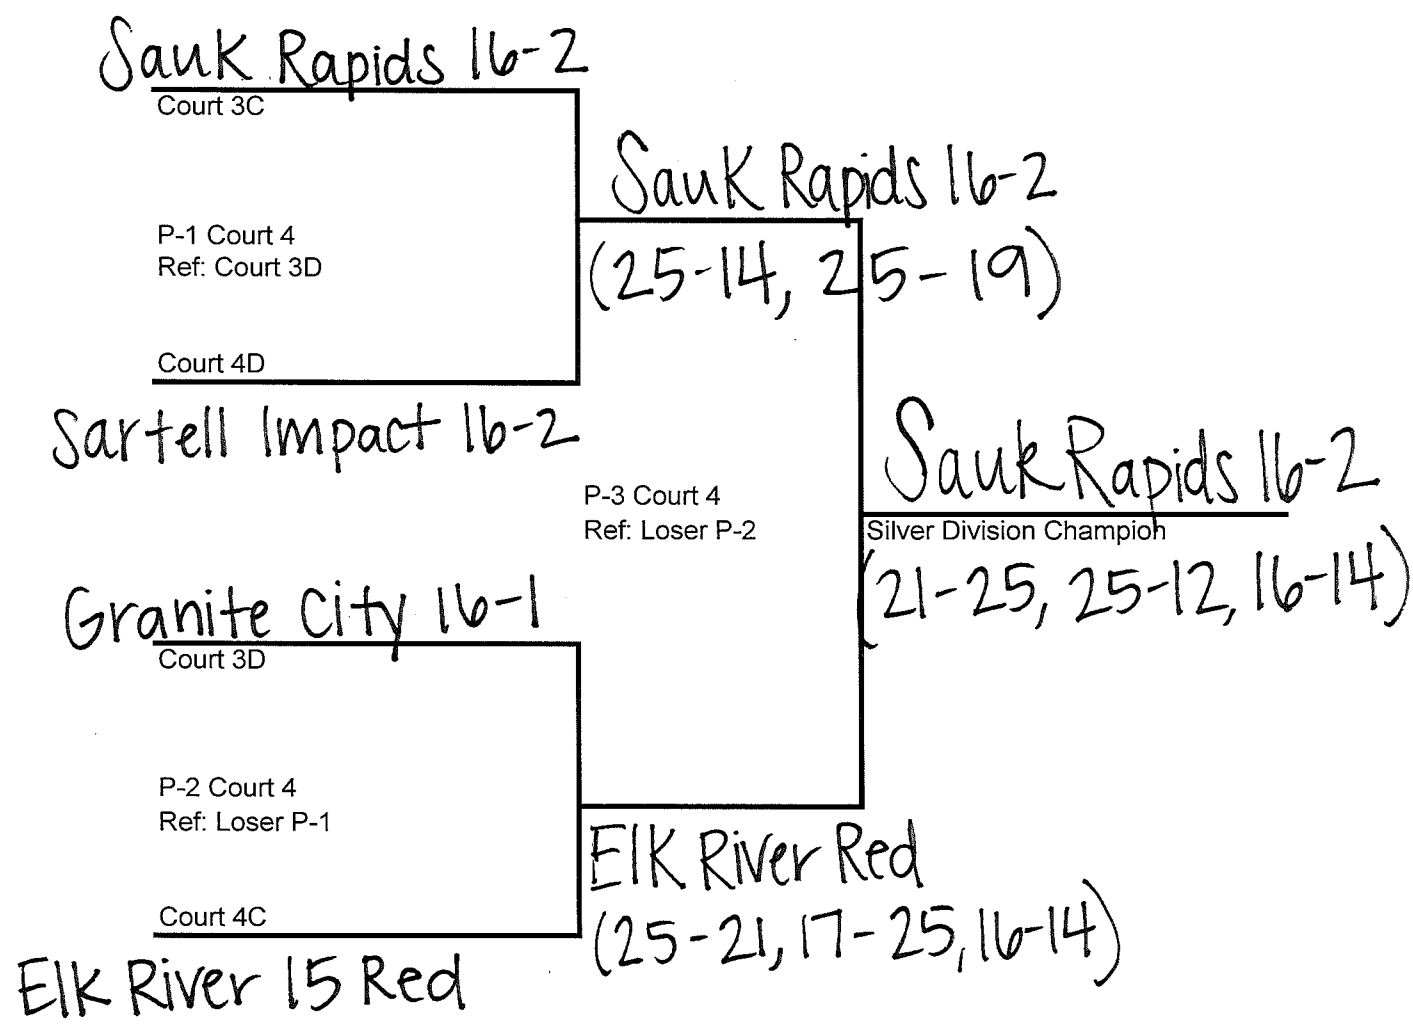 Sauk Rapids 16-2
Court 3C
P-1 Court 4
Ref: Court 3D
Court 4D
Sartell Impact 16-2
Sauk Rapids 16-2
(25-14, 25-19)
Granite City 16-1
Court 3D
P-2 Court 4
Ref: Loser P-1
Court 4C
Elk River 15 Red
Elk River Red
(25-21, 17-25, 16-14)
P-3 Court 4
Ref: Loser P-2
Sauk Rapids 16-2
Silver Division Champion
(21-25, 25-12, 16-14)